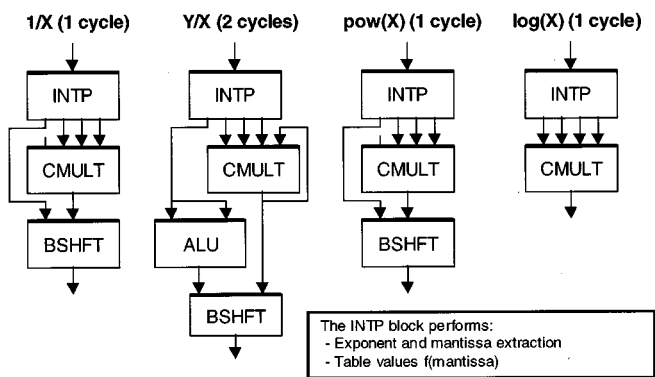 1/X (1 cycle)
Y/X (2 cycles)
pow(X) (1 cycle)
log(X) (1 cycle)
INTP
INTP
INTP
INTP
CMULT
CMULT
CMULT
CMULT
BSHFT
ALU
BSHFT
BSHFT
The INTP block performs:
- Exponent and mantissa extraction
- Table values f(mantissa)